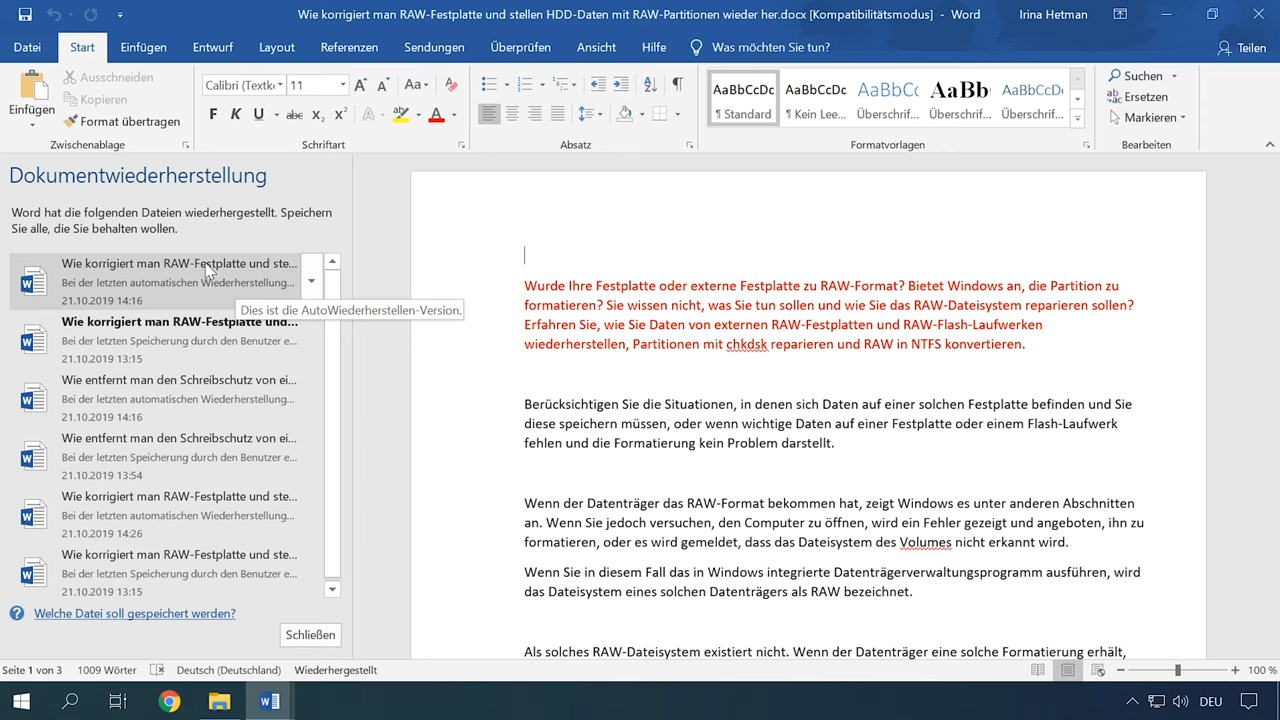 Wie korrigiert man RAW-Festplatte und stellen HDD-Daten mit RAW-Partitionen wieder her.docx [Kompatibilitätsmodus] - Word
Irina Hetman
Datei Start Einfügen Entwurf Layout Referenzen Sendungen Überprüfen Ansicht Hilfe Was möchten Sie tun? Teilen
Einfügen
Ausschneiden
Kopieren
Format übertragen
Zwischenablage
Calibri (Textk 11
Aa
F K U abc X₂ X² A A
Schriftart
Absatz
AaBbCcDc AaBbCcDc AaBbCc AaBb AaBbCcDc
¶ Standard ¶ Kein Lee... Überschrif... Überschrif... Überschrif...
Formatvorlagen
Suchen
Ersetzen
Markieren
Bearbeiten
Dokumentwiederherstellung
Word hat die folgenden Dateien wiederhergestellt. Speichern
Sie alle, die Sie behalten wollen.
Wie korrigiert man RAW-Festplatte und ste...
Bei der letzten automatischen Wiederherstellung...
21.10.2019 14:16
Dies ist die AutoWiederherstellen-Version.
Wie korrigiert man RAW-Festplatte und...
Bei der letzten Speicherung durch den Benutzer e...
21.10.2019 13:15
Wie entfernt man den Schreibschutz von ei...
Bei der letzten automatischen Wiederherstellung...
21.10.2019 14:16
Wie entfernt man den Schreibschutz von ei...
Bei der letzten Speicherung durch den Benutzer e...
21.10.2019 13:54
Wie korrigiert man RAW-Festplatte und ste...
Bei der letzten automatischen Wiederherstellung...
21.10.2019 14:26
Wie korrigiert man RAW-Festplatte und ste...
Bei der letzten Speicherung durch den Benutzer e...
21.10.2019 13:15
Welche Datei soll gespeichert werden?
Schließen
Wurde Ihre Festplatte oder externe Festplatte zu RAW-Format? Bietet Windows an, die Partition zu
formatieren? Sie wissen nicht, was Sie tun sollen und wie Sie das RAW-Dateisystem reparieren sollen?
Erfahren Sie, wie Sie Daten von externen RAW-Festplatten und RAW-Flash-Laufwerken
wiederherstellen, Partitionen mit chkdsk reparieren und RAW in NTFS konvertieren.
Berücksichtigen Sie die Situationen, in denen sich Daten auf einer solchen Festplatte befinden und Sie
diese speichern müssen, oder wenn wichtige Daten auf einer Festplatte oder einem Flash-Laufwerk
fehlen und die Formatierung kein Problem darstellt.
Wenn der Datenträger das RAW-Format bekommen hat, zeigt Windows es unter anderen Abschnitten
an. Wenn Sie jedoch versuchen, den Computer zu öffnen, wird ein Fehler gezeigt und angeboten, ihn zu
formatieren, oder es wird gemeldet, dass das Dateisystem des Volumes nicht erkannt wird.
Wenn Sie in diesem Fall das in Windows integrierte Datenträgerverwaltungsprogramm ausführen, wird
das Dateisystem eines solchen Datenträgers als RAW bezeichnet.
Als solches RAW-Dateisystem existiert nicht. Wenn der Datenträger eine solche Formatierung erhält,
Seite 1 von 3 1009 Wörter Deutsch (Deutschland) Wiederhergestellt 100 %
DEU